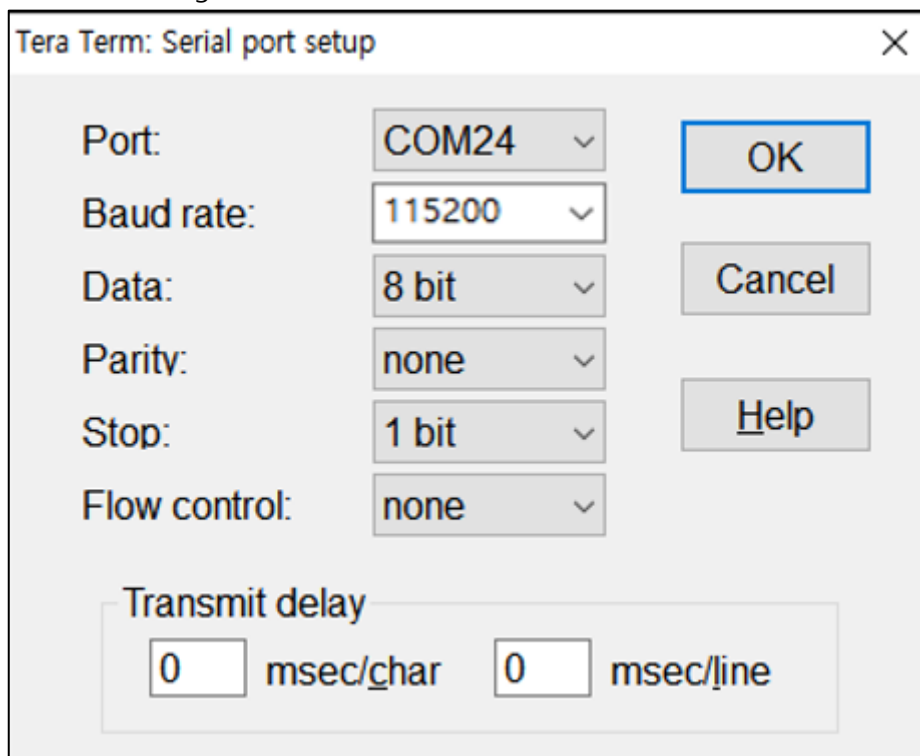 Tera Term: Serial port setup
Port: COM24 OK
Baud rate: 115200
Data: 8 bit Cancel
Parity: none
Stop: 1 bit Help
Flow control: none
Transmit delay
0 msec/char 0 msec/line